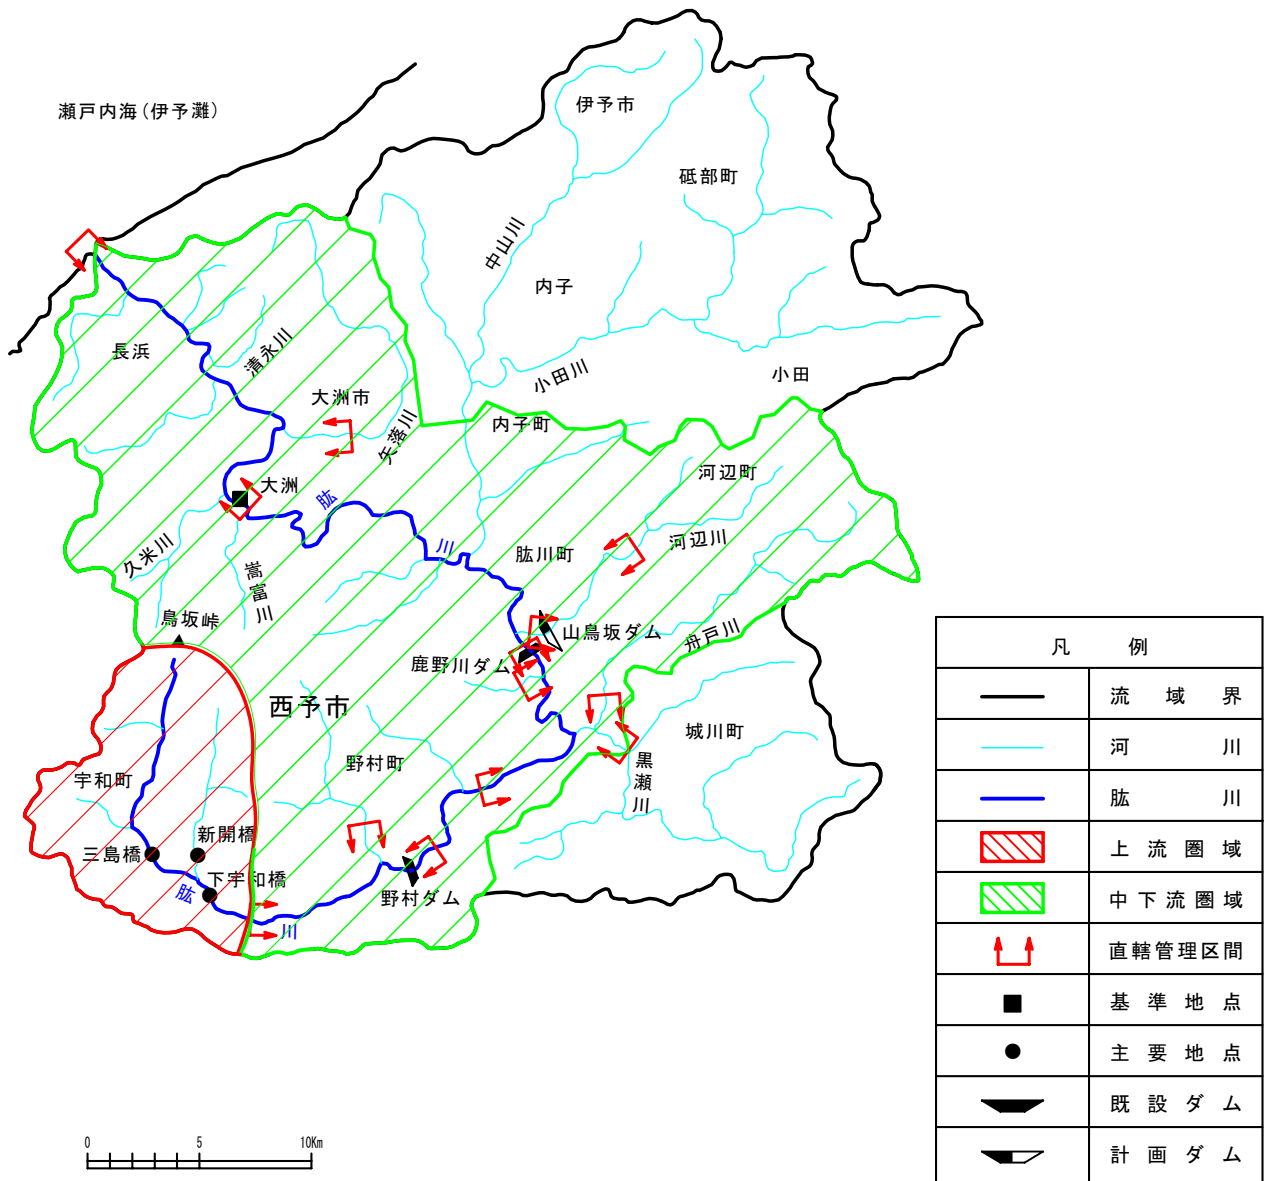 瀬戸内海(伊予灘)
伊予市
砥部町
中山川
内子
長浜
清永川
小田川
小田
大洲市
矢落川
内子町
河辺町
大洲
肱
川
肱川町
河辺川
久米川
嵩富川
鳥坂峠
山鳥坂ダム
舟戸川
鹿野川ダム
西予市
城川町
野村町
黒瀬川
宇和町
新開橋
三島橋
下宇和橋
肱
川
野村ダム
凡 例
流域界
河川
肱川
上流圏域
中下流圏域
直轄管理区間
基準地点
主要地点
既設ダム
計画ダム
0 5 10Km